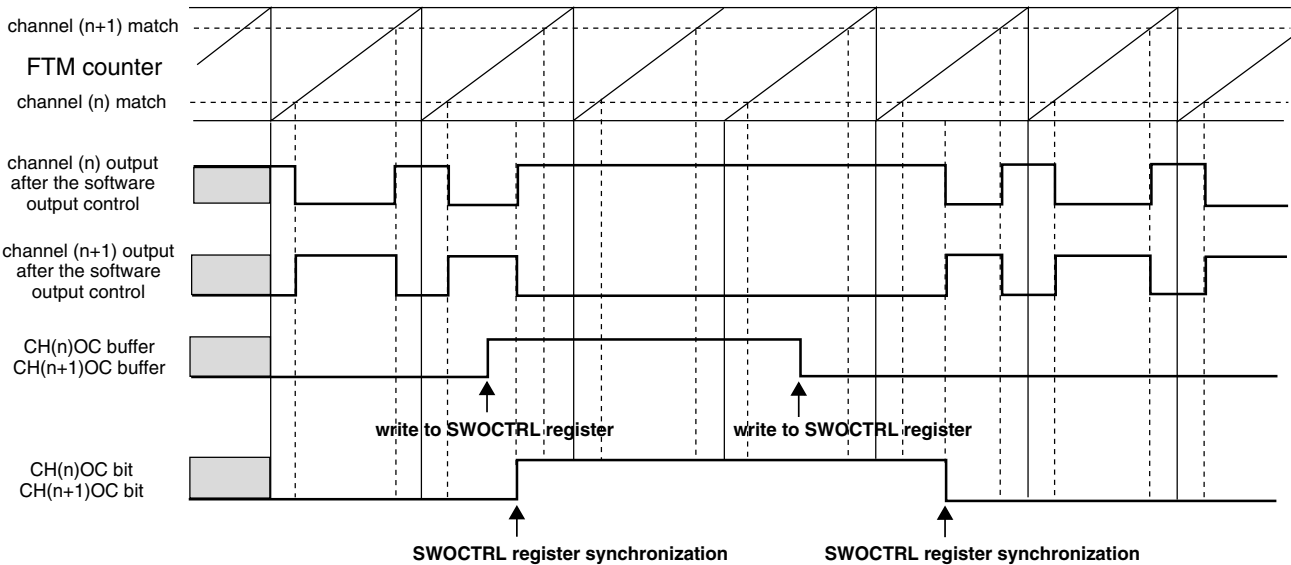 channel (n+1) match
FTM counter
channel (n) match
channel (n) output
after the software
output control
channel (n+1) output
after the software
output control
CH(n)OC buffer
CH(n+1)OC buffer
write to SWOCTRL register
write to SWOCTRL register
CH(n)OC bit
CH(n+1)OC bit
SWOCTRL register synchronization
SWOCTRL register synchronization